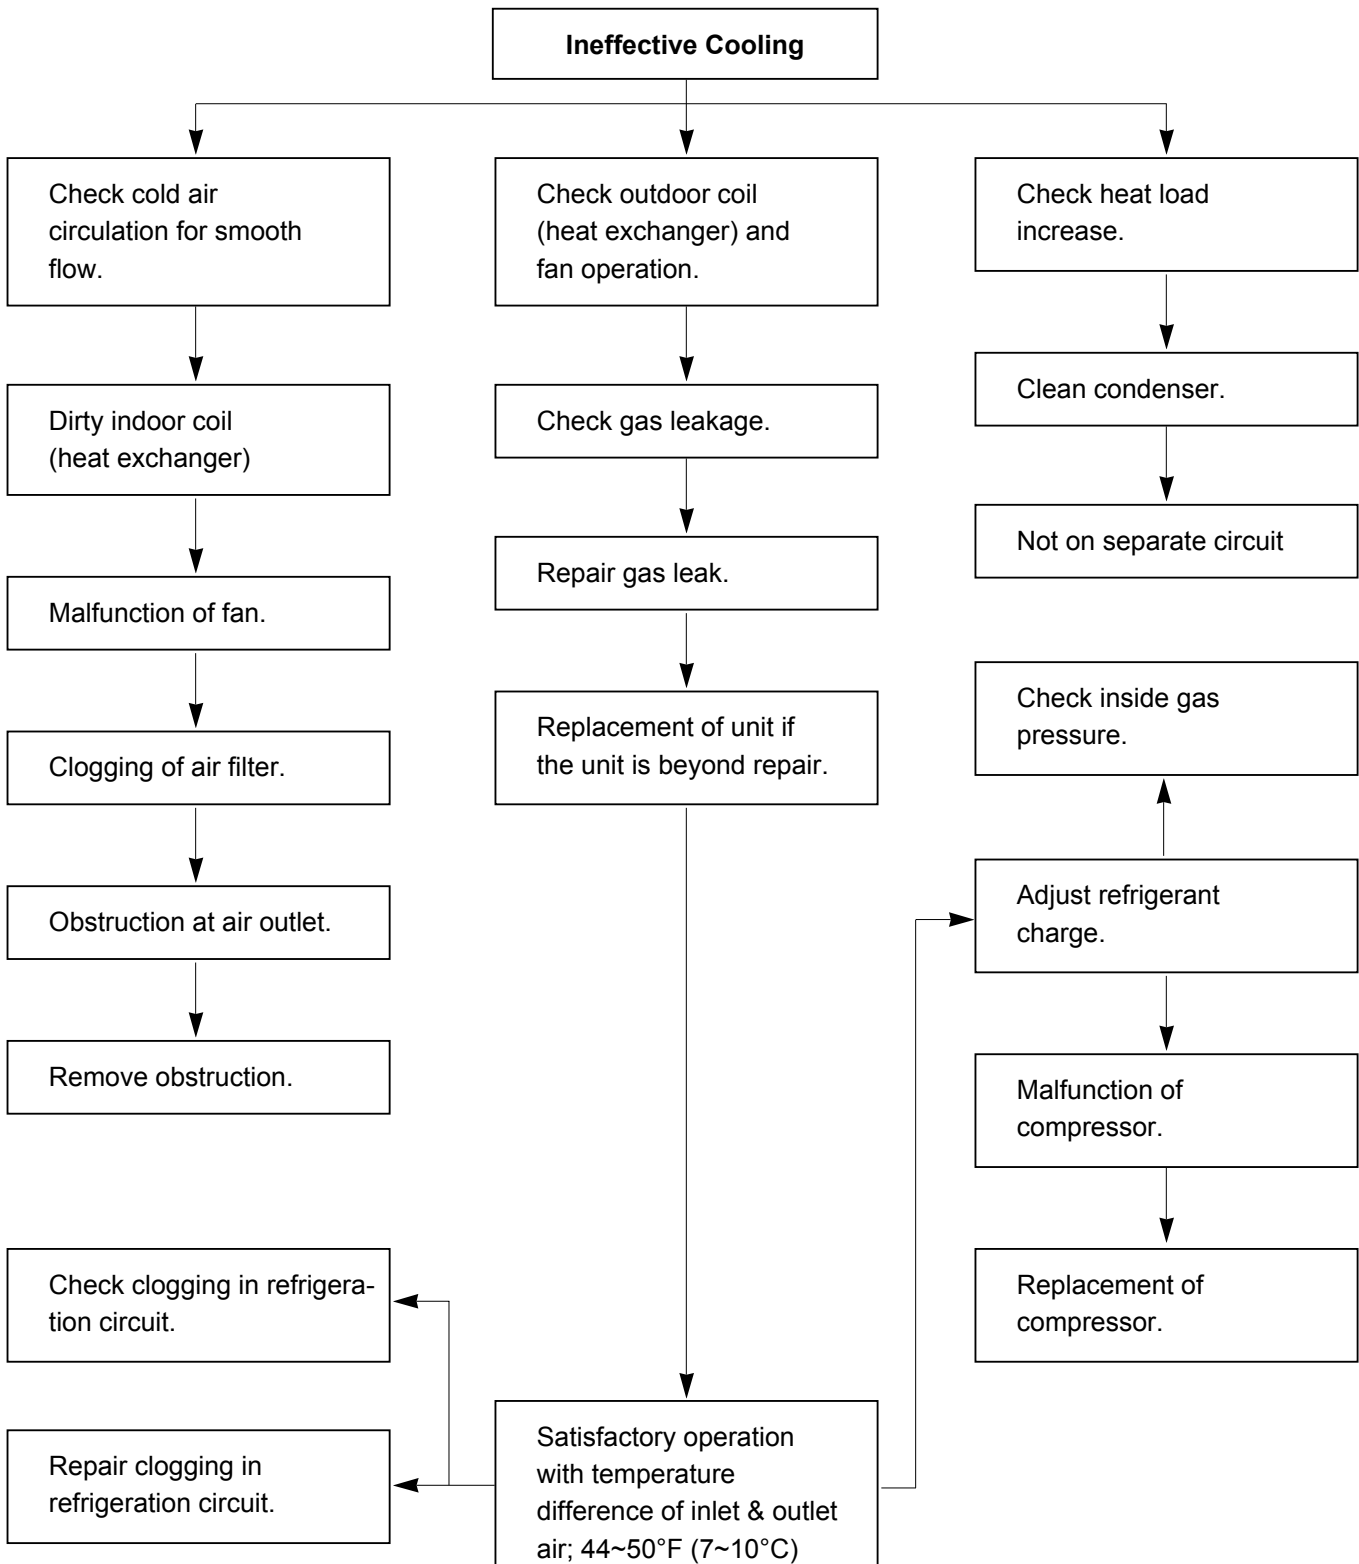 Ineffective Cooling
Check cold air
circulation for smooth
flow.
Dirty indoor coil
(heat exchanger)
Malfunction of fan.
Clogging of air filter.
Obstruction at air outlet.
Remove obstruction.
Check clogging in refrigera-
tion circuit.
Repair clogging in
refrigeration circuit.
Check outdoor coil
(heat exchanger) and
fan operation.
Check gas leakage.
Repair gas leak.
Replacement of unit if
the unit is beyond repair.
Satisfactory operation
with temperature
difference of inlet & outlet
air; 44~50°F (7~10°C)
Check heat load
increase.
Clean condenser.
Not on separate circuit
Check inside gas
pressure.
Adjust refrigerant
charge.
Malfunction of
compressor.
Replacement of
compressor.